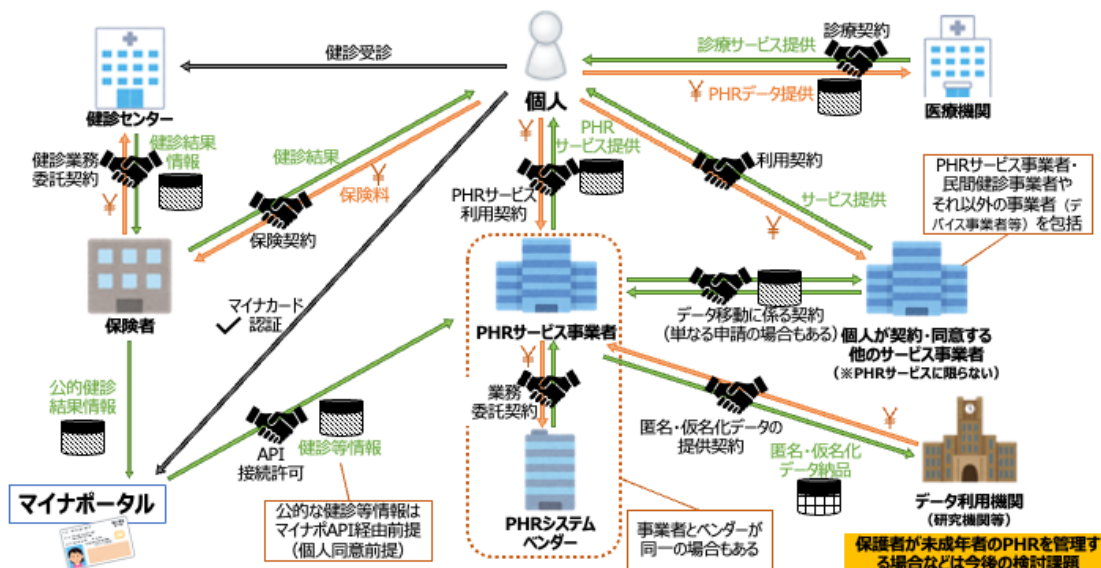 健診受診
診療サービス提供
診療契約
¥ PHRデータ提供
健診センター
個人
医療機関
健診業務
委託契約
¥
健診結果
情報
健診結果
¥
保険料
保険契約
¥
PHR
サービス提供
PHRサービス
利用契約
利用契約
サービス提供
¥
PHRサービス事業者・
民間健診事業者や
それ以外の事業者（デ
バイス事業者等）を包括
保険者
マイナカード
✓ 認証
PHRサービス事業者
データ移動に係る契約
（単なる申請の場合もある）
個人が契約・同意する
他のサービス事業者
（※PHRサービスに限らない）
公的健診
結果情報
API
接続許可
健診等情報
¥
業務
委託契約
匿名・仮名化データの
提供契約
¥
匿名・仮名化
データ納品
マイナポータル
公的な健診等情報は
マイナポAPI経由前提
（個人同意前提）
PHRシステム
ベンダー
事業者とベンダーが
同一の場合もある
データ利用機関
（研究機関等）
保護者が未成年者のPHRを管理す
る場合などは今後の検討課題